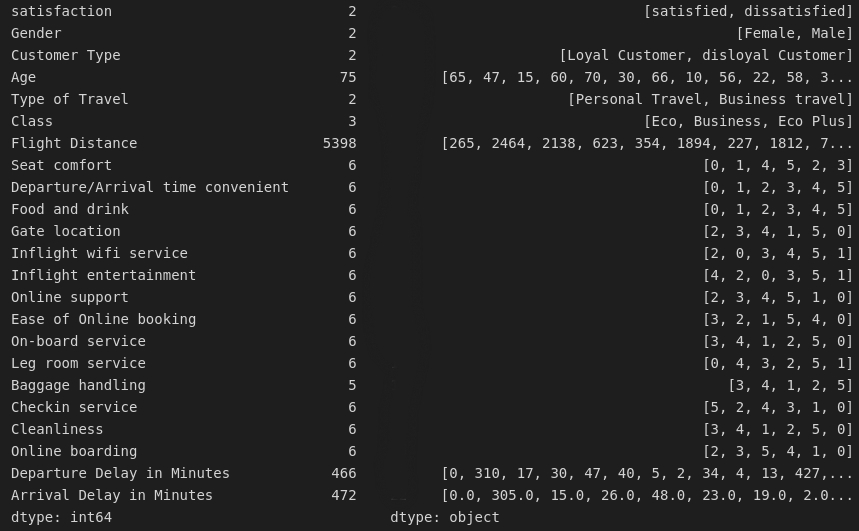 satisfaction 2 [satisfied, dissatisfied]
Gender 2 [Female, Male]
Customer Type 2 [Loyal Customer, disloyal Customer]
Age 75 [65, 47, 15, 60, 70, 30, 66, 10, 56, 22, 58, 3...
Type of Travel 2 [Personal Travel, Business travel]
Class 3 [Eco, Business, Eco Plus]
Flight Distance 5398 [265, 2464, 2138, 623, 354, 1894, 227, 1812, 7...
Seat comfort 6 [0, 1, 4, 5, 2, 3]
Departure/Arrival time convenient 6 [0, 1, 2, 3, 4, 5]
Food and drink 6 [0, 1, 2, 3, 4, 5]
Gate location 6 [2, 3, 4, 1, 5, 0]
Inflight wifi service 6 [2, 0, 3, 4, 5, 1]
Inflight entertainment 6 [4, 2, 0, 3, 5, 1]
Online support 6 [2, 3, 4, 5, 1, 0]
Ease of Online booking 6 [3, 2, 1, 5, 4, 0]
On-board service 6 [3, 4, 1, 2, 5, 0]
Leg room service 6 [0, 4, 3, 2, 5, 1]
Baggage handling 5 [3, 4, 1, 2, 5]
Checkin service 6 [5, 2, 4, 3, 1, 0]
Cleanliness 6 [3, 4, 1, 2, 5, 0]
Online boarding 6 [2, 3, 5, 4, 1, 0]
Departure Delay in Minutes 466 [0, 310, 17, 30, 47, 40, 5, 2, 34, 4, 13, 427,...
Arrival Delay in Minutes 472 [0.0, 305.0, 15.0, 26.0, 48.0, 23.0, 19.0, 2.0...
dtype: int64 dtype: object